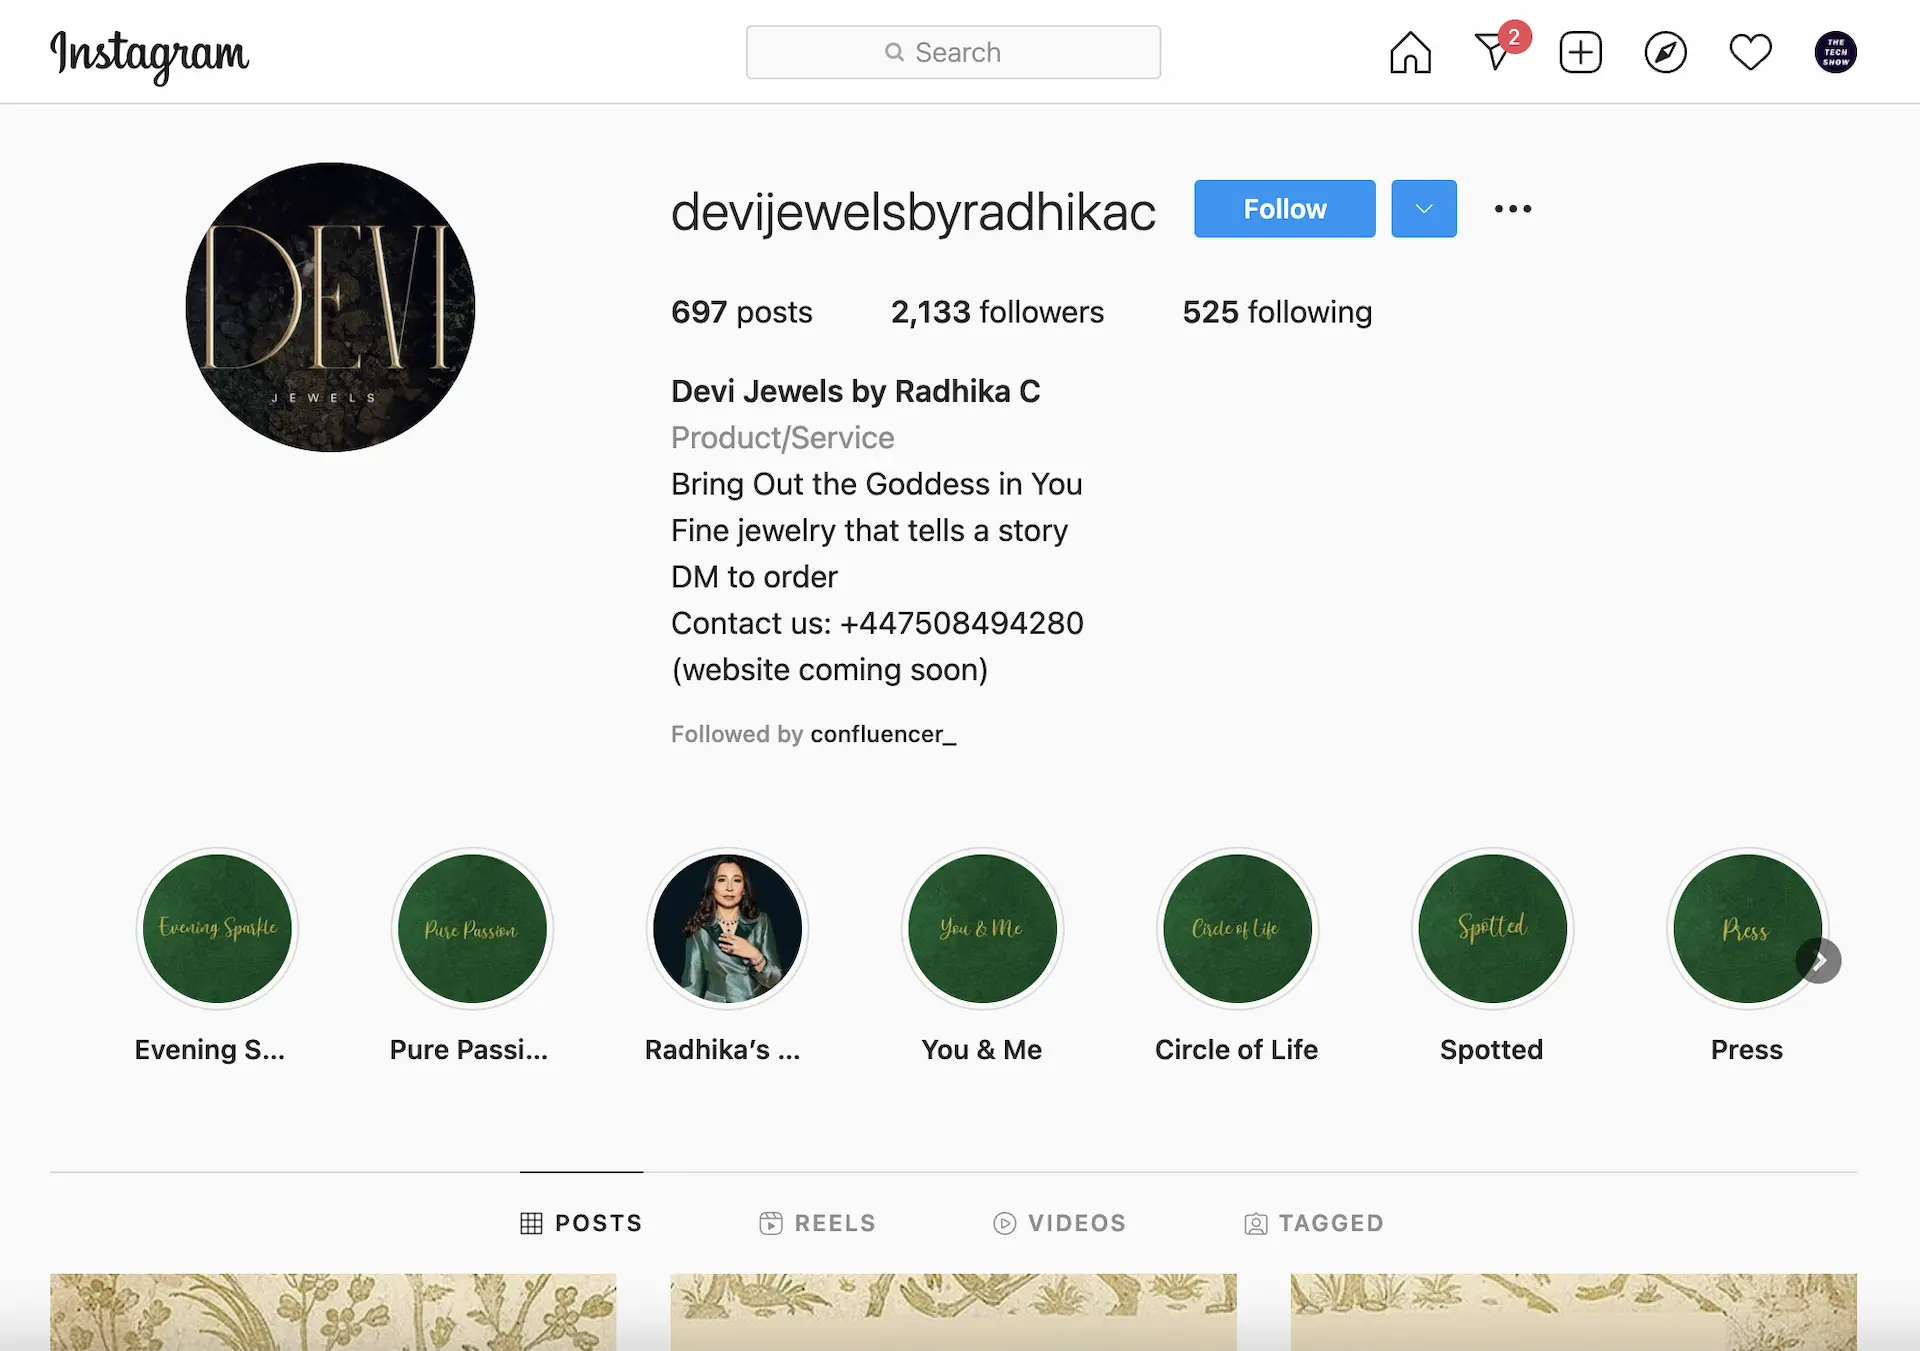 Instagram
Search
2
THE
TECH
SHOW
DEVI
JEWELS
devijewelsbyradhikac
Follow
697 posts 2,133 followers 525 following
Devi Jewels by Radhika C
Product/Service
Bring Out the Goddess in You
Fine jewelry that tells a story
DM to order
Contact us: +447508494280
(website coming soon)
Followed by confluencer_
Evening Sparkle
Pure Passion
You & Me
Circle of Life
Spotted
Press
Evening S...
Pure Passi...
Radhika’s ...
You & Me
Circle of Life
Spotted
Press
POSTS
REELS
VIDEOS
TAGGED